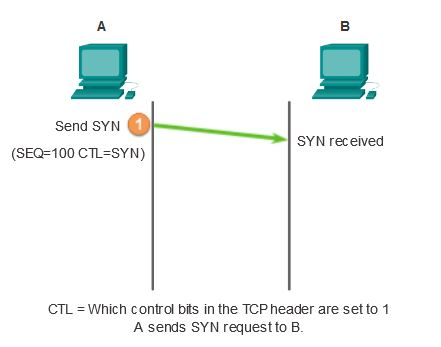 A
B
Send SYN 1
SYN received
(SEQ=100 CTL=SYN)
CTL = Which control bits in the TCP header are set to 1
A sends SYN request to B.